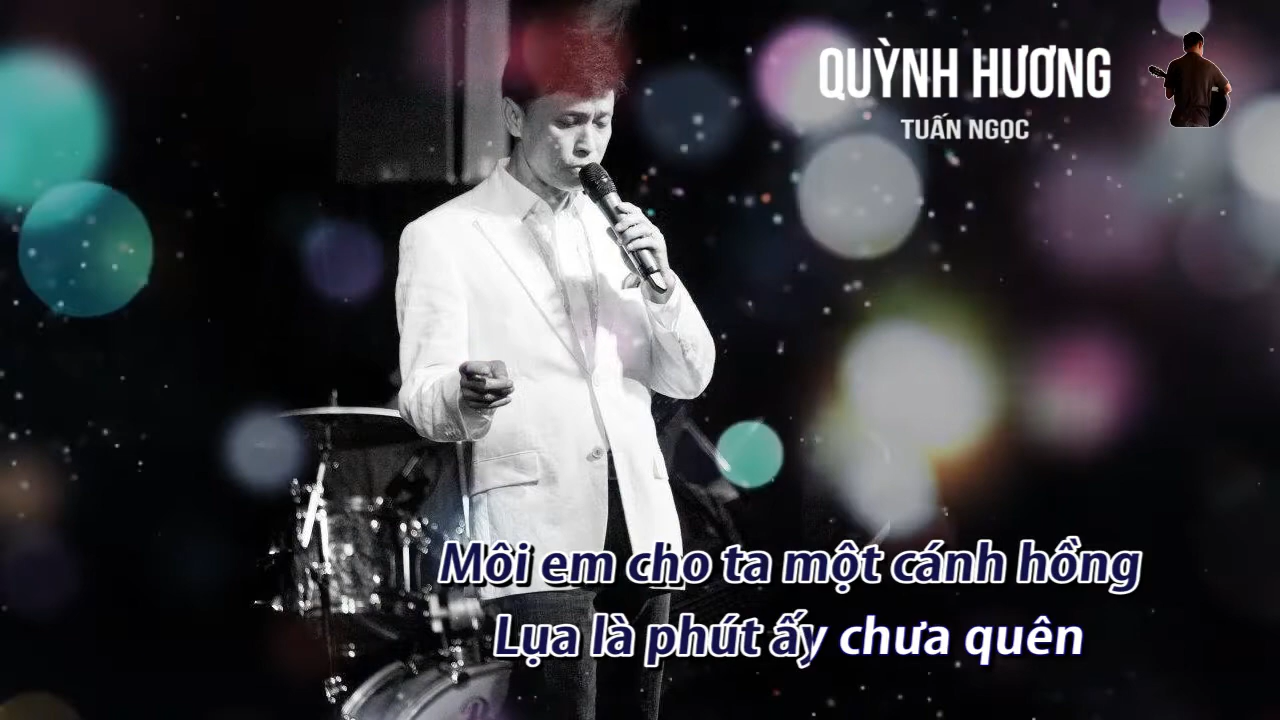 QUỲNH HƯƠNG
TUẤN NGỌC
Môi em cho ta một cánh hồng
Lụa là phút ấy chưa quên